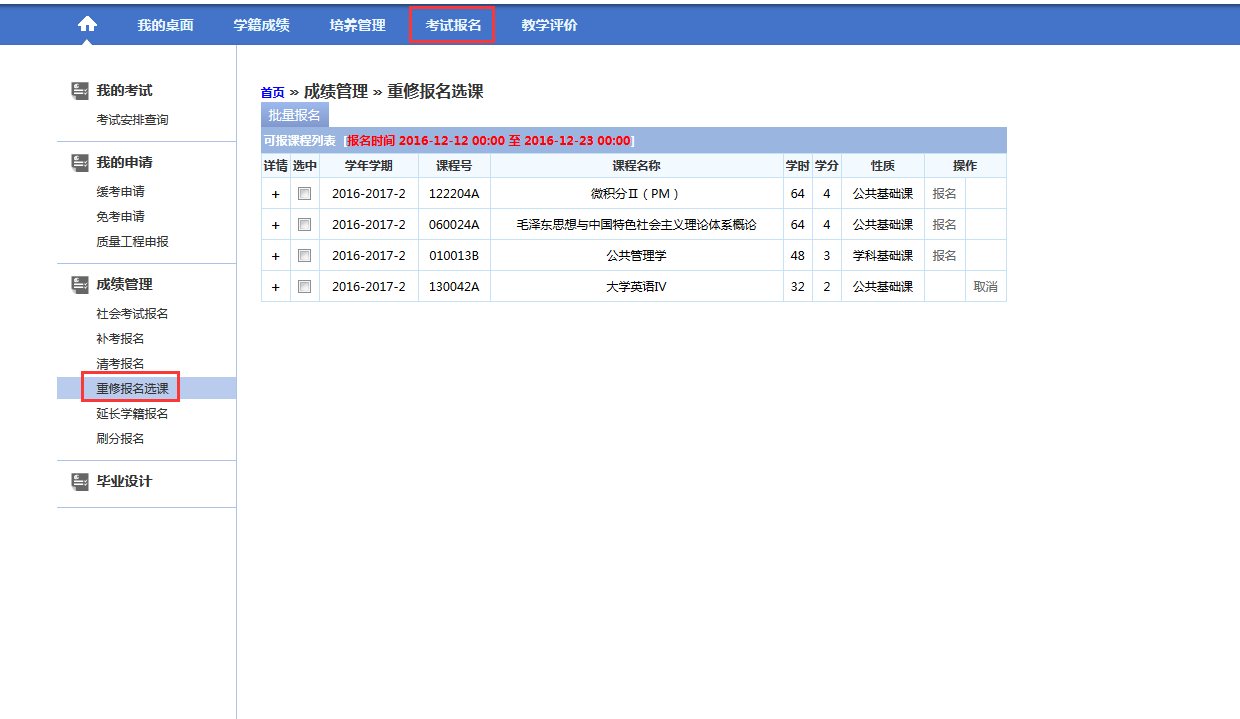 我的桌面 学籍成绩 培养管理 考试报名 教学评价
我的考试
考试安排查询
我的申请
缓考申请
免考申请
质量工程申报
成绩管理
社会考试报名
补考报名
清考报名
重修报名选课
延长学籍报名
刷分报名
毕业设计
首页 » 成绩管理 » 重修报名选课
批量报名
可报课程列表 [报名时间 2016-12-12 00:00 至 2016-12-23 00:00]
详情 选中 学年学期 课程号 课程名称 学时 学分 性质 操作
+ 2016-2017-2 122204A 微积分Ⅱ（PM） 64 4 公共基础课 报名
+ 2016-2017-2 060024A 毛泽东思想与中国特色社会主义理论体系概论 64 4 公共基础课 报名
+ 2016-2017-2 010013B 公共管理学 48 3 学科基础课 报名
+ 2016-2017-2 130042A 大学英语Ⅳ 32 2 公共基础课 取消